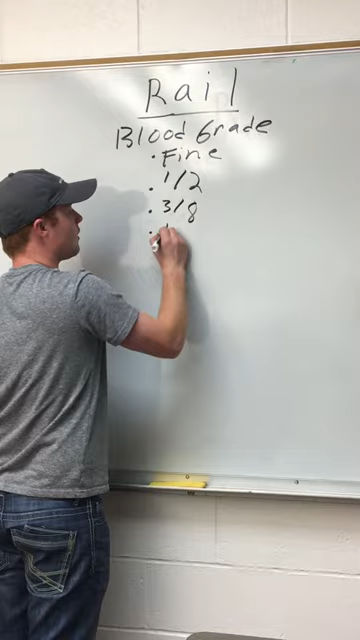 Rail
Blood Grade
• Fine
• 1/2
• 3/8
•